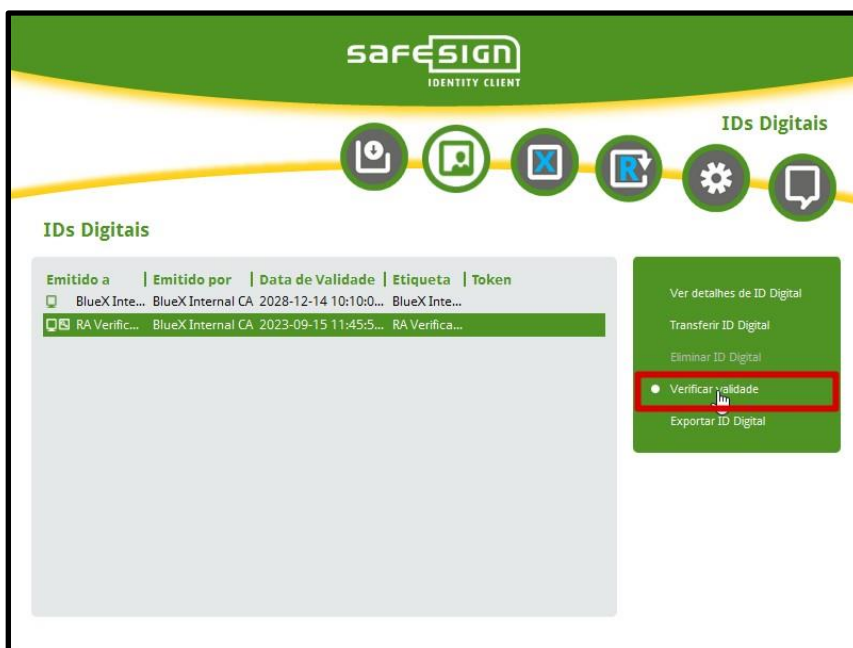 safesign
IDENTITY CLIENT
IDs Digitais
IDs Digitais
Emitido a | Emitido por | Data de Validade | Etiqueta | Token
BlueX Inte... BlueX Internal CA 2028-12-14 10:10:0... BlueX Inte...
RA Verific... BlueX Internal CA 2023-09-15 11:45:5... RA Verifica...
Ver detalhes de ID Digital
Transferir ID Digital
Eliminar ID Digital
Verificar validade
Exportar ID Digital